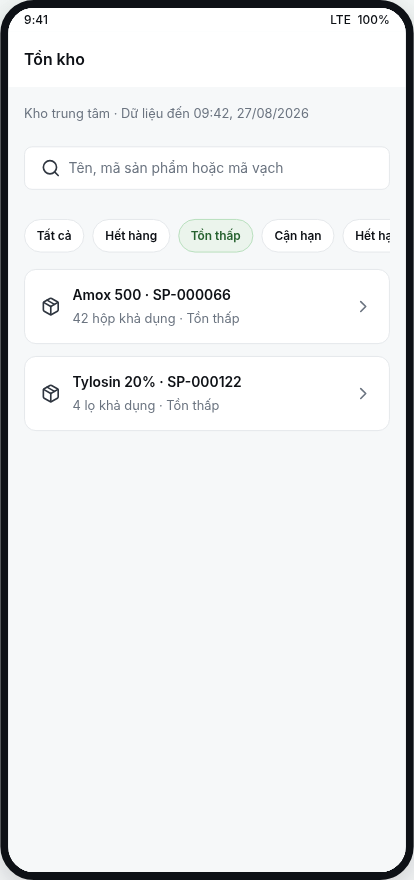 9:41
LTE 100%
Tồn kho
Kho trung tâm · Dữ liệu đến 09:42, 27/08/2026
Tên, mã sản phẩm hoặc mã vạch
Tất cả
Hết hàng
Tồn thấp
Cận hạn
Hết hạ
Amox 500 · SP-000066
42 hộp khả dụng · Tồn thấp
Tylosin 20% · SP-000122
4 lọ khả dụng · Tồn thấp